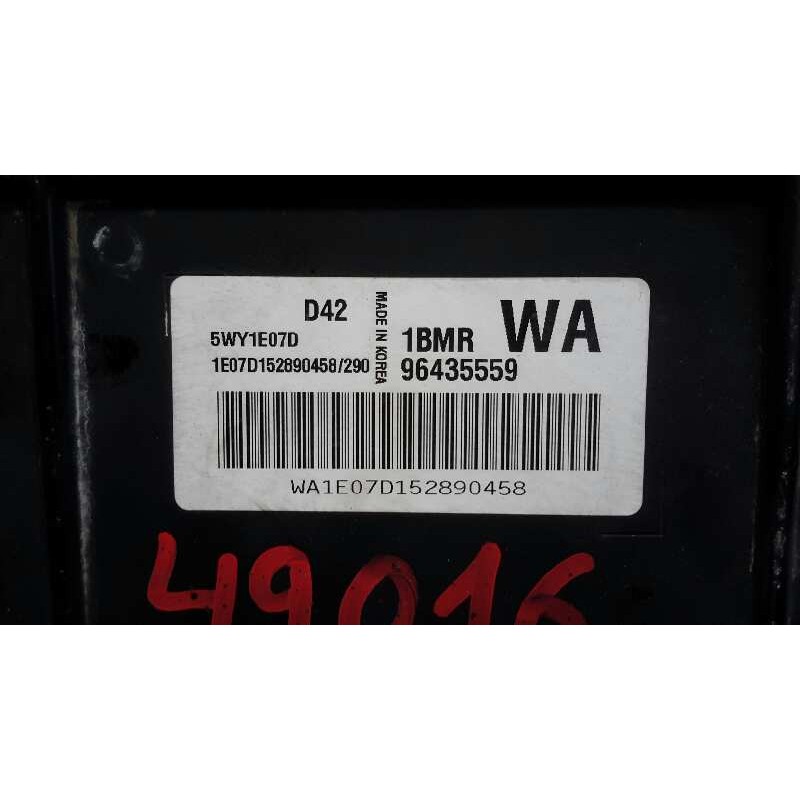 D42
5WY1E07D
1E07D152890458/290
MADE IN KOREA
1BMR WA
96435559
WA1E07D152890458
49016